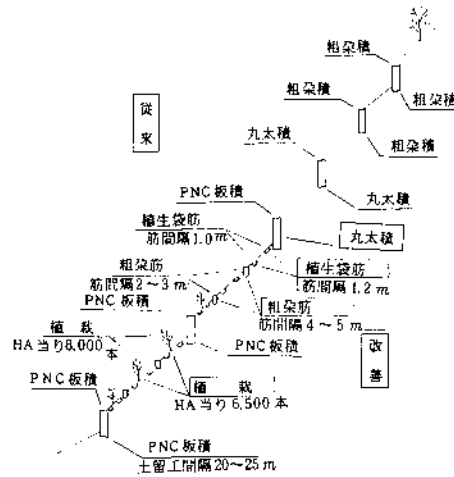 粗朶積
粗朶積
粗朶積
粗朶積
従来
丸太積
丸太積
PNC板積
丸太積
植生袋筋
筋間隔1.0m
植生袋筋
筋間隔1.2m
粗朶筋
筋間隔2~3m
粗朶筋
筋間隔4~5m
PNC板積
植栽
HA当り8,000本
PNC板積
改善
PNC板積
植栽
HA当り6,500本
PNC板積
土留工間隔20~25m